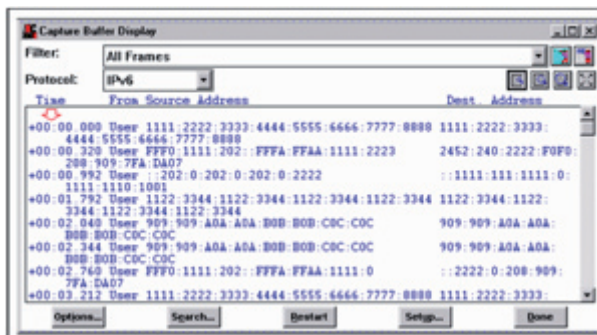 Capture Buffer Display
Filter:
All Frames
Protocol:
IPv6
Time From Source Address Dest. Address
+00:00.000 User 1111:2222:3333:4444:5555:6666:7777:8888 1111:2222:3333:
4444:5555:6666:7777:8888
+00:00.320 User FFF0:1111:202::FFFA:FFAA:1111:2223 2452:240:2222:F0F0:
208:909:7FA:DA07
+00:00.992 User ::202:0:202:0:202:0:2222 ::1111:111:1111:0:
1111:1110:1001
+00:01.792 User 1122:3344:1122:3344:1122:3344:1122:3344 1122:3344:1122:
3344:1122:3344:1122:3344
+00:02.040 User 909:909:A0A:A0A:B0B:B0B:C0C:C0C 909:909:A0A:A0A:
B0B:B0B:C0C:C0C
+00:02.344 User 909:909:A0A:A0A:B0B:B0B:C0C:C0C 909:909:A0A:A0A:
B0B:B0B:C0C:C0C
+00:02.760 User FFF0:1111:202::FFFA:FFAA:1111:0 ::2222:0:208:909:
7FA:DA07
+00:03.212 User 1111:2222:3333:4444:5555:6666:7777:8888 1111:2222:3333:
Options... Search... Restart Setup... Done